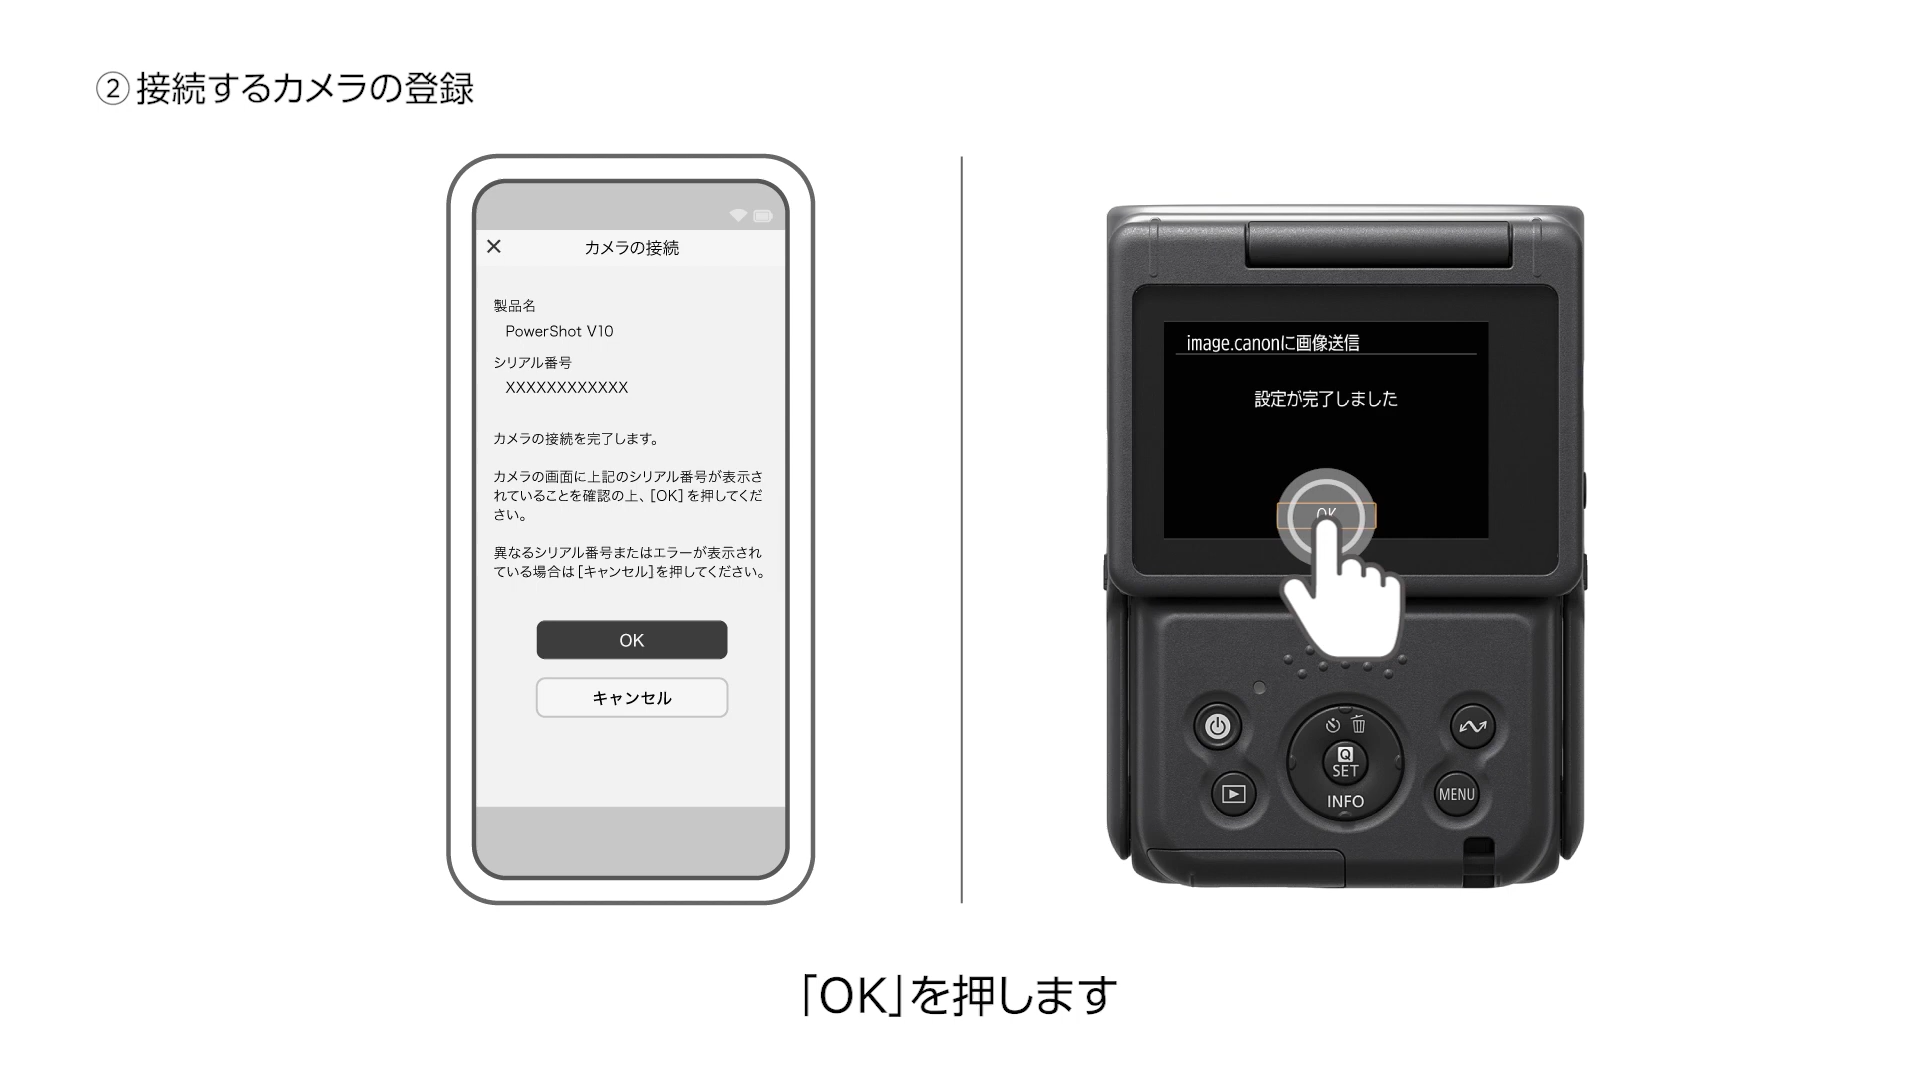 ② 接続するカメラの登録
× カメラの接続
製品名
PowerShot V10
シリアル番号
XXXXXXXXXXXX
カメラの接続を完了します。
カメラの画面に上記のシリアル番号が表示さ
れていることを確認の上、[OK]を押してくだ
さい。
異なるシリアル番号またはエラーが表示され
ている場合は[キャンセル]を押してください。
OK
キャンセル
image.canonに画像送信
設定が完了しました
OK
Q
SET
INFO
MENU
「OK」を押します